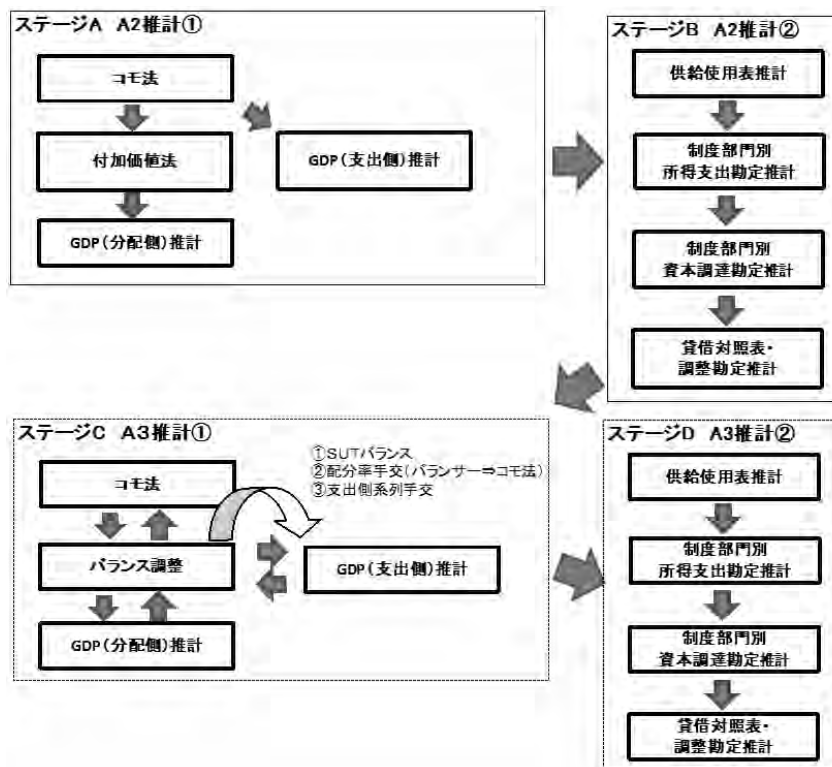 ステージA A2推計①
コモ法
付加価値法
GDP(支出側)推計
GDP(分配側)推計
ステージB A2推計②
供給使用表推計
制度部門別
所得支出勘定推計
制度部門別
資本調達勘定推計
貸借対照表・
調整勘定推計
ステージC A3推計①
①SUTバランス
②配分率手交(バランサー⇒コモ法)
③支出側系列手交
コモ法
バランス調整
GDP(支出側)推計
GDP(分配側)推計
ステージD A3推計②
供給使用表推計
制度部門別
所得支出勘定推計
制度部門別
資本調達勘定推計
貸借対照表・
調整勘定推計